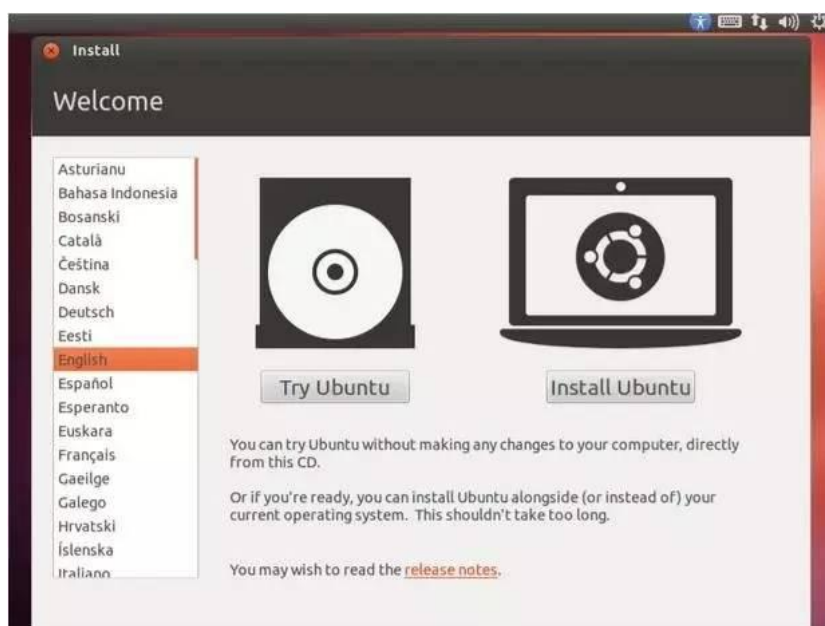 Install
Welcome
Asturianu
Bahasa Indonesia
Bosanski
Català
Čeština
Dansk
Deutsch
Eesti
English
Español
Esperanto
Euskara
Français
Gaeilge
Galego
Hrvatski
Íslenska
Italiano
Try Ubuntu
Install Ubuntu
You can try Ubuntu without making any changes to your computer, directly
from this CD.
Or if you're ready, you can install Ubuntu alongside (or instead of) your
current operating system. This shouldn't take too long.
You may wish to read the release notes.